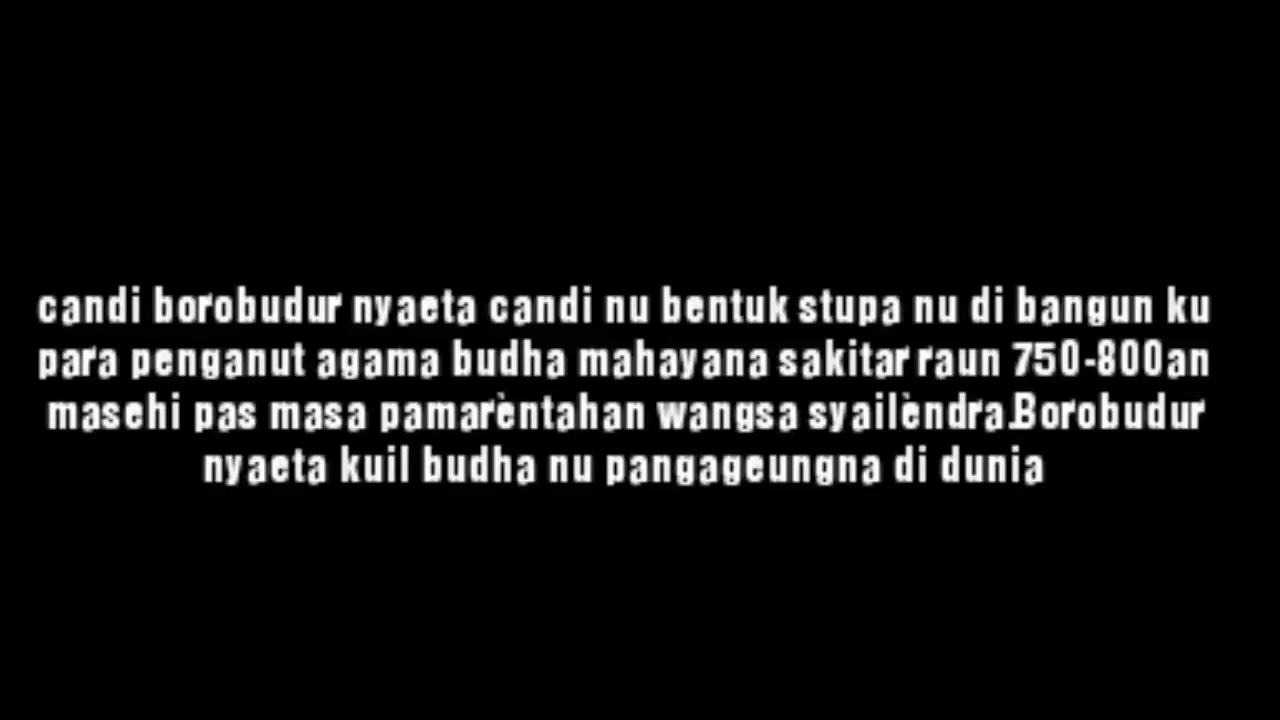 candi borobudur nyaeta candi nu bentuk stupa nu di bangun ku
para penganut agama budha mahayana sakitar raun 750-800an
masehi pas masa pamarèntahan wangsa syailèndra.Borobudur
nyaeta kuil budha nu pangageungna di dunia